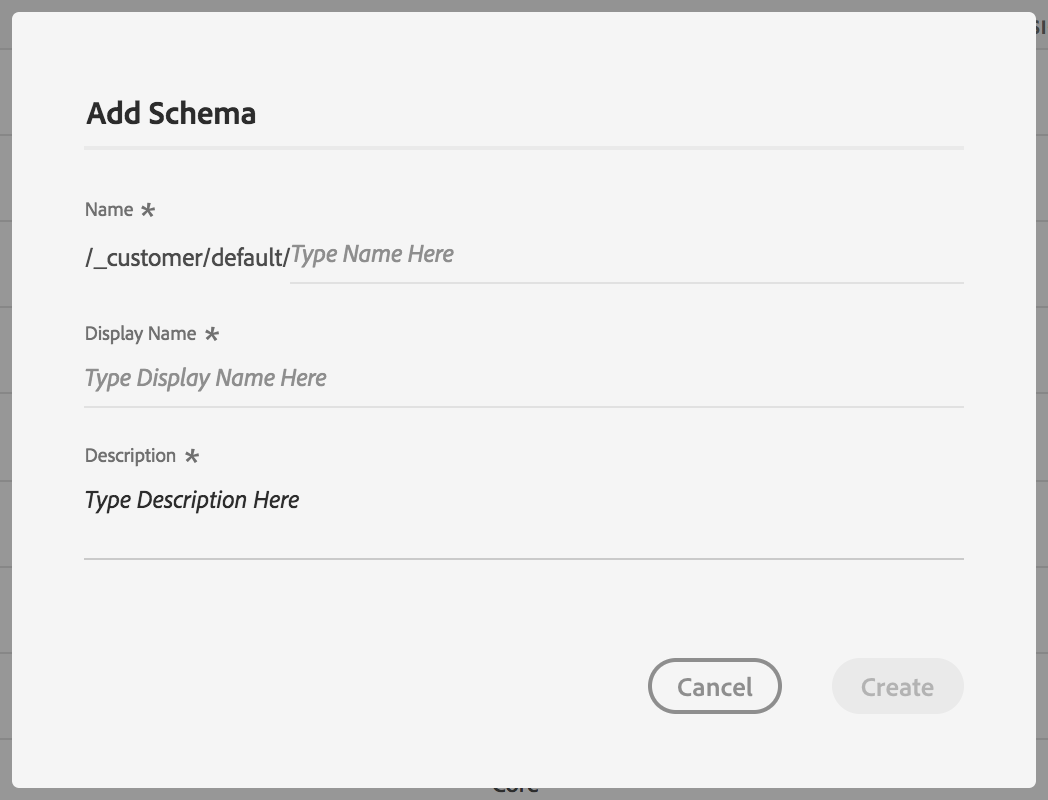 Add Schema
Name *
/_customer/default/Type Name Here
Display Name *
Type Display Name Here
Description *
Type Description Here
Cancel Create